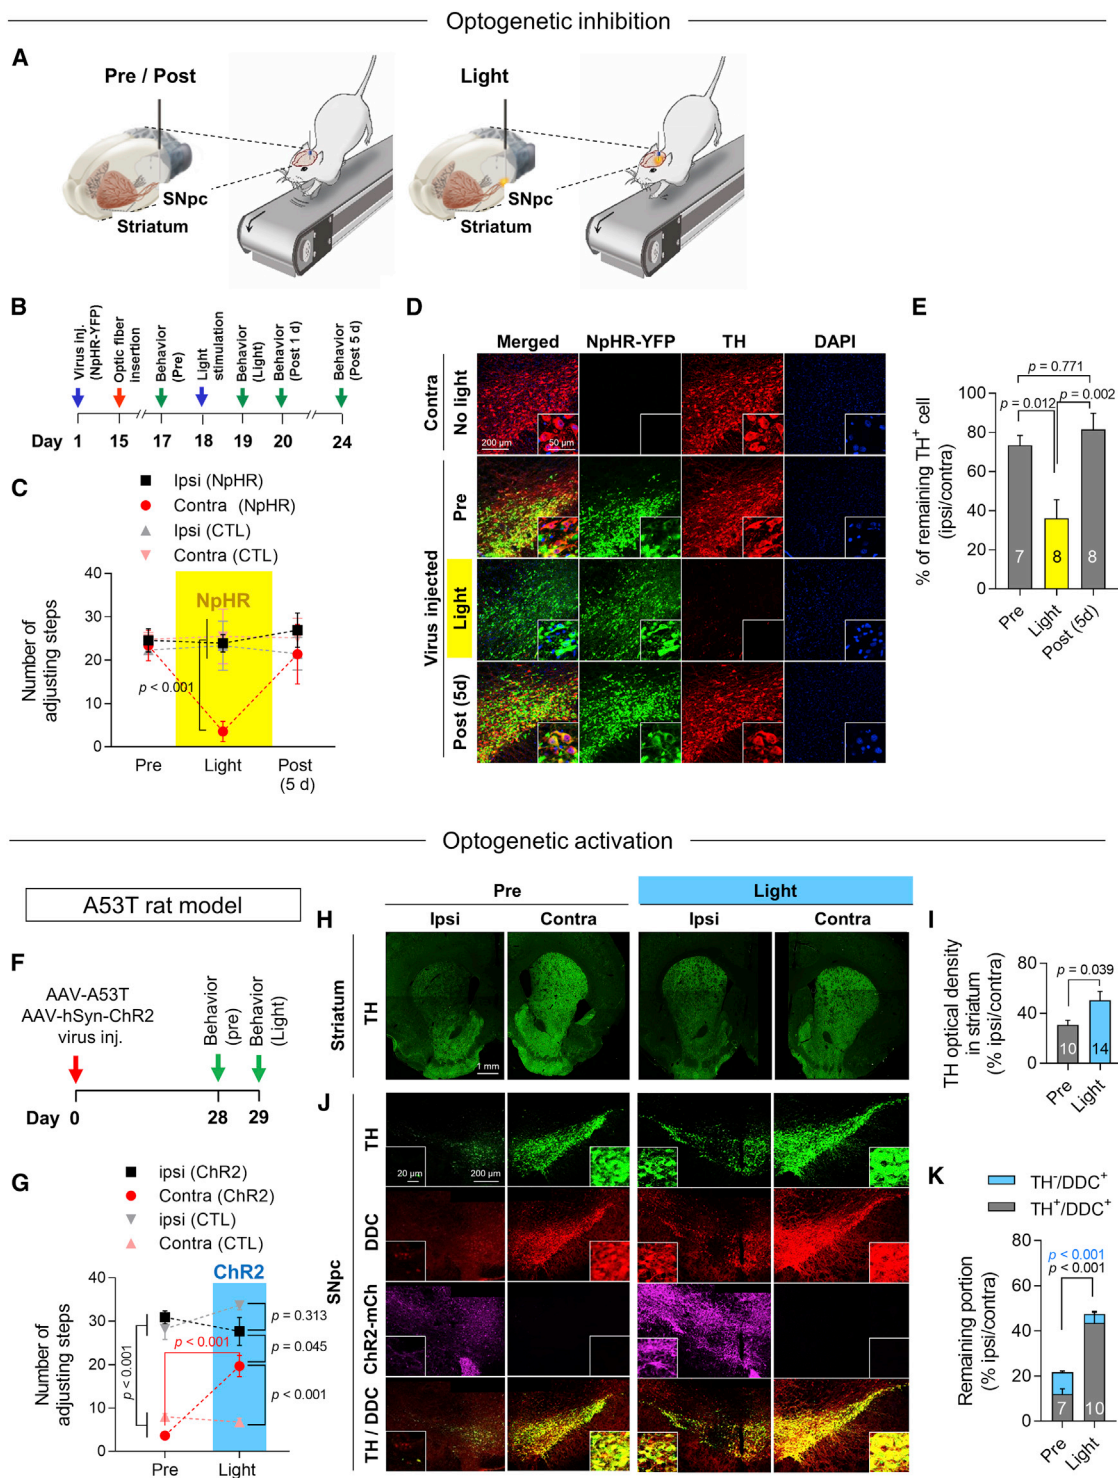 Optogenetic inhibition
A
Pre / Post
Light
SNpc
Striatum
SNpc
Striatum
B
Virus inj.
(NpHR-YFP)
Optic fiber
insertion
Behavior
(Pre)
Light
stimulation
Behavior
(Light)
Behavior
(Post 1 d)
Behavior
(Post 5 d)
Day 1 15 17 18 19 20 24
C
Ipsi (NpHR)
Contra (NpHR)
Ipsi (CTL)
Contra (CTL)
NpHR
Number of
adjusting steps
40
30
20
10
0
p < 0.001
Pre Light Post
(5 d)
D
Merged NpHR-YFP TH DAPI
Contra
No light
Virus injected
Pre
Light
Post (5d)
200 µm
50 µm
E
% of remaining TH+ cell
(ipsi/contra)
100
80
60
40
20
0
p = 0.771
p = 0.012
p = 0.002
7 8 8
Pre Light Post (5d)
Optogenetic activation
A53T rat model
F
AAV-A53T
AAV-hSyn-ChR2
virus inj.
Behavior
(pre)
Behavior
(Light)
Day 0 28 29
G
ipsi (ChR2)
Contra (ChR2)
ipsi (CTL)
Contra (CTL)
ChR2
Number of
adjusting steps
40
30
20
10
0
p < 0.001
p < 0.001
p = 0.313
p = 0.045
p < 0.001
Pre Light
H
Pre Light
Ipsi Contra Ipsi Contra
Striatum
TH
1 mm
I
TH optical density
in striatum
(% ipsi/contra)
80
40
0
p = 0.039
10 14
Pre Light
J
SNpc
TH
DDC
ChR2-mCh
TH / DDC
20 µm
200 µm
K
TH-/DDC+
TH+/DDC+
Remaining portion
(% ipsi/contra)
80
60
40
20
0
p < 0.001
p < 0.001
7 10
Pre Light